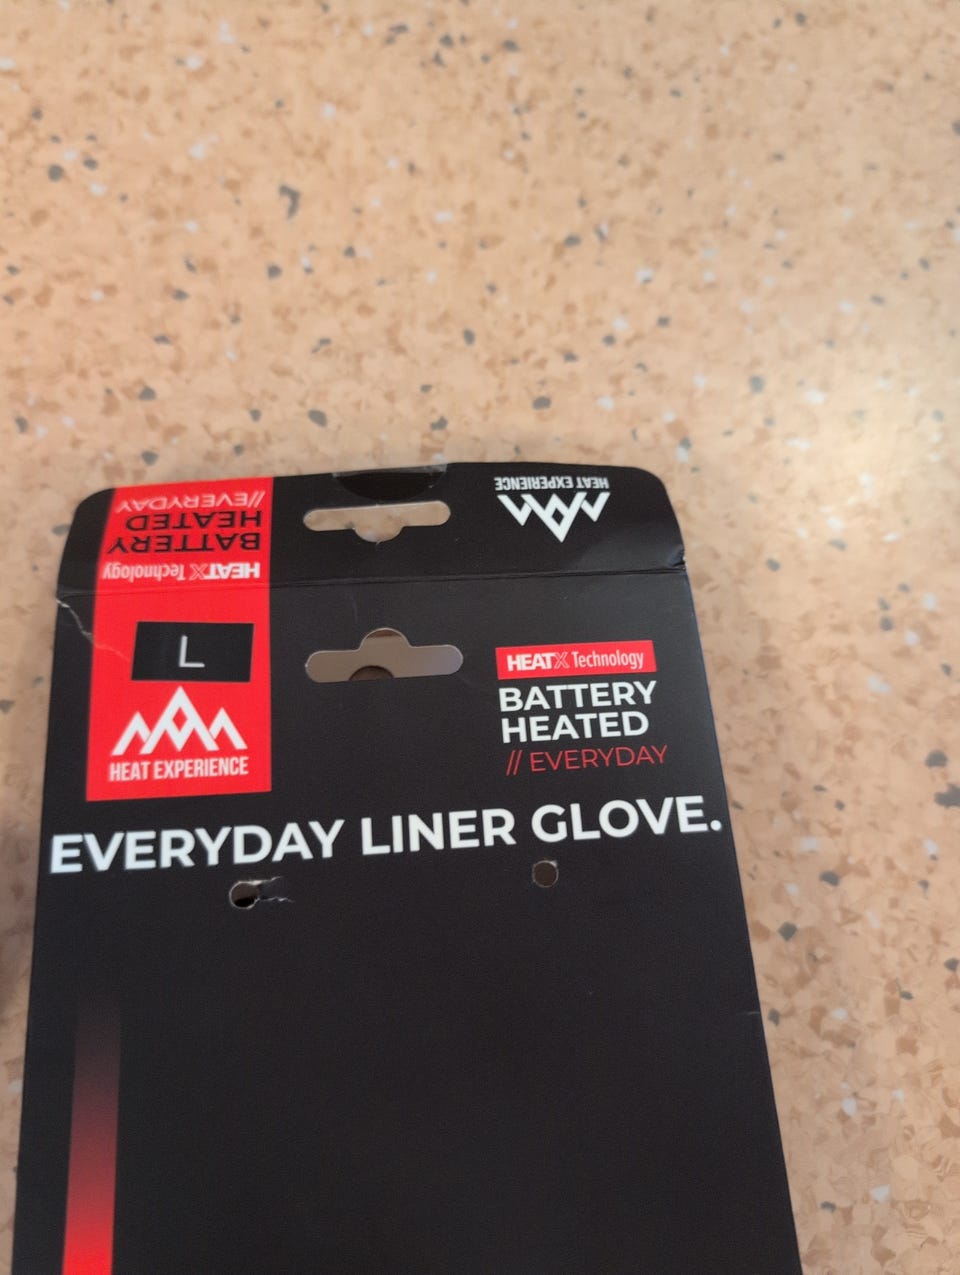 //EVERYDAY
BATTERY
HEATED
HEATX Technology
HEAT EXPERIENCE
L
HEAT EXPERIENCE
HEATX Technology
BATTERY
HEATED
// EVERYDAY
EVERYDAY LINER GLOVE.